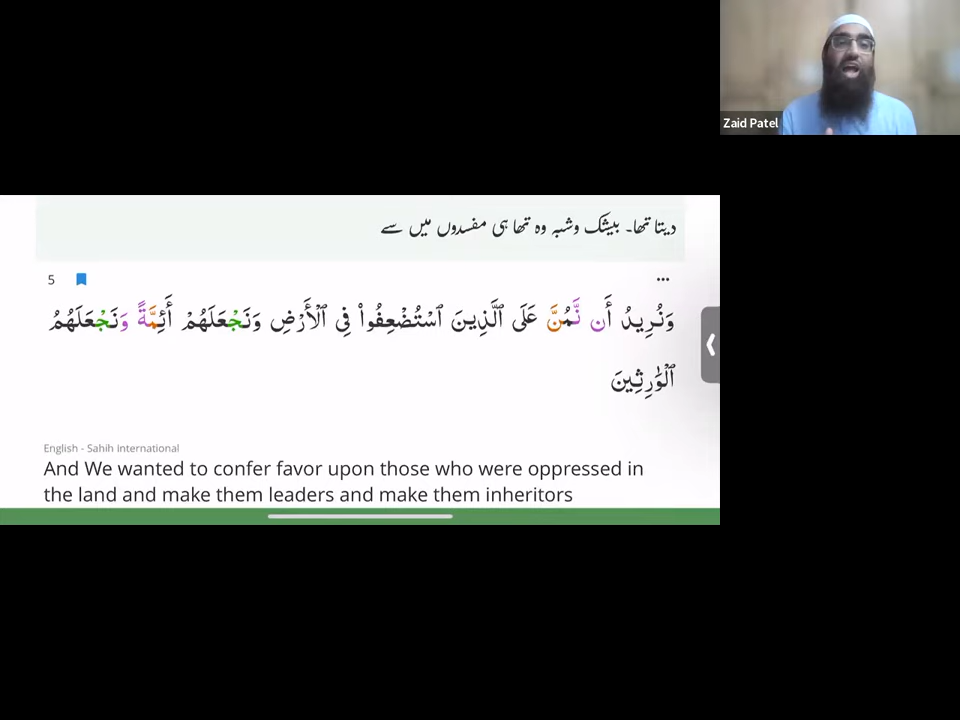 Zaid Patel
دیتا تھا۔ بیشک وشبہ وہ تھا ہی مفسدوں میں سے
5
وَنُرِيدُ أَن نَّمُنَّ عَلَى ٱلَّذِينَ ٱسْتُضْعِفُوا۟ فِى ٱلْأَرْضِ وَنَجْعَلَهُمْ أَئِمَّةً وَنَجْعَلَهُمُ
ٱلْوَٰرِثِينَ
English - Sahih International
And We wanted to confer favor upon those who were oppressed in
the land and make them leaders and make them inheritors